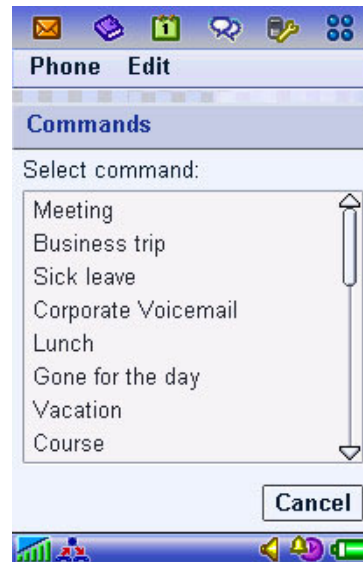 1
Phone Edit
Commands
Select command:
Meeting
Business trip
Sick leave
Corporate Voicemail
Lunch
Gone for the day
Vacation
Course
Cancel